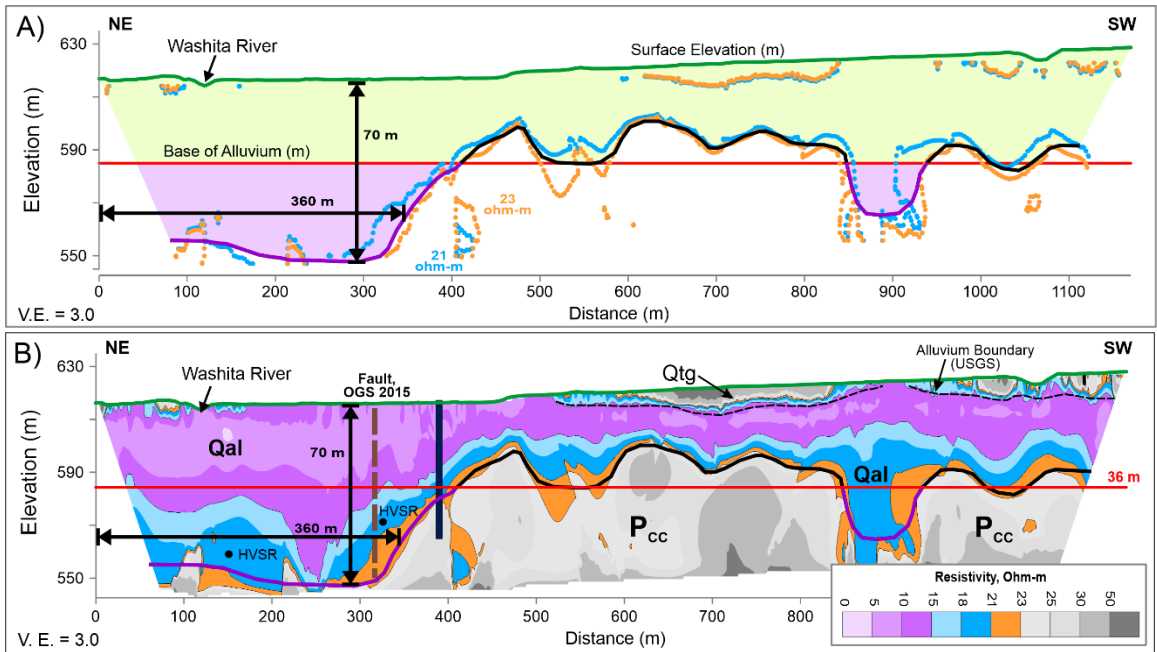 A)
NE
SW
Washita River
Surface Elevation (m)
630
590
550
Elevation (m)
70 m
Base of Alluvium (m)
360 m
23
ohm-m
21
ohm-m
0
100
200
300
400
500
600
700
800
900
1000
1100
Distance (m)
V.E. = 3.0
B)
NE
SW
Washita River
Fault,
OGS 2015
Qtg
Alluvium Boundary
(USGS)
630
590
550
Elevation (m)
Qal
70 m
Qal
36 m
HVSR
HVSR
360 m
Pcc
Pcc
Resistivity, Ohm-m
0
5
10
15
18
21
23
25
30
50
0
100
200
300
400
500
600
700
800
Distance (m)
V. E. = 3.0